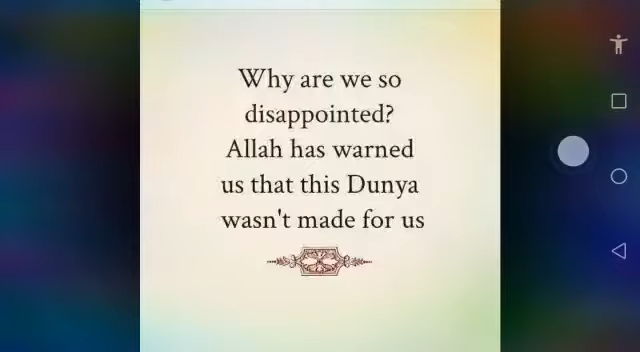 Why are we so
disappointed?
Allah has warned
us that this Dunya
wasn't made for us